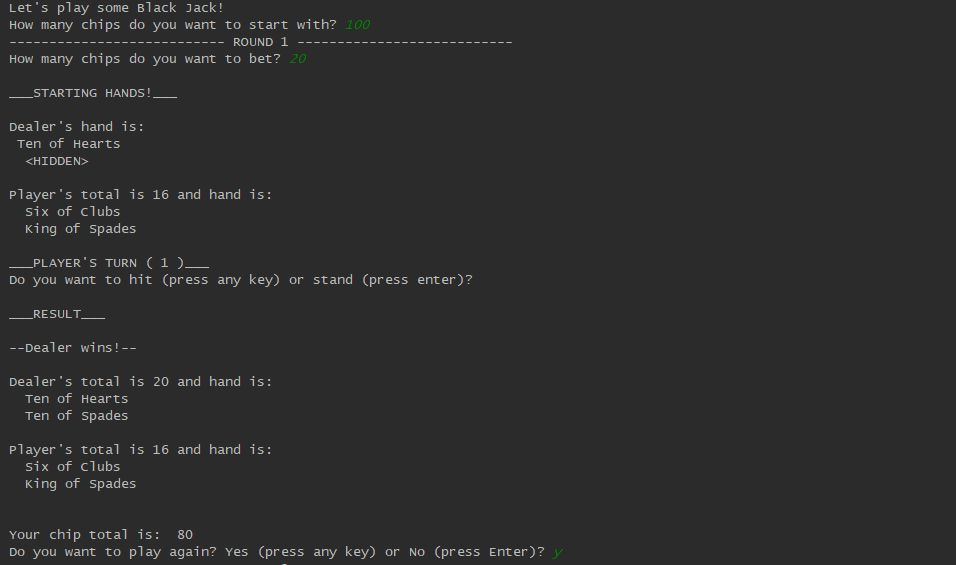 Let's play some Black Jack!
How many chips do you want to start with? 100
--------------------------- ROUND 1 ---------------------------
How many chips do you want to bet? 20
___STARTING HANDS!___
Dealer's hand is:
Ten of Hearts
<HIDDEN>
Player's total is 16 and hand is:
Six of Clubs
King of Spades
___PLAYER'S TURN ( 1 )___
Do you want to hit (press any key) or stand (press enter)?
___RESULT___
--Dealer wins!--
Dealer's total is 20 and hand is:
Ten of Hearts
Ten of Spades
Player's total is 16 and hand is:
Six of Clubs
King of Spades
Your chip total is:  80
Do you want to play again? Yes (press any key) or No (press Enter)? y